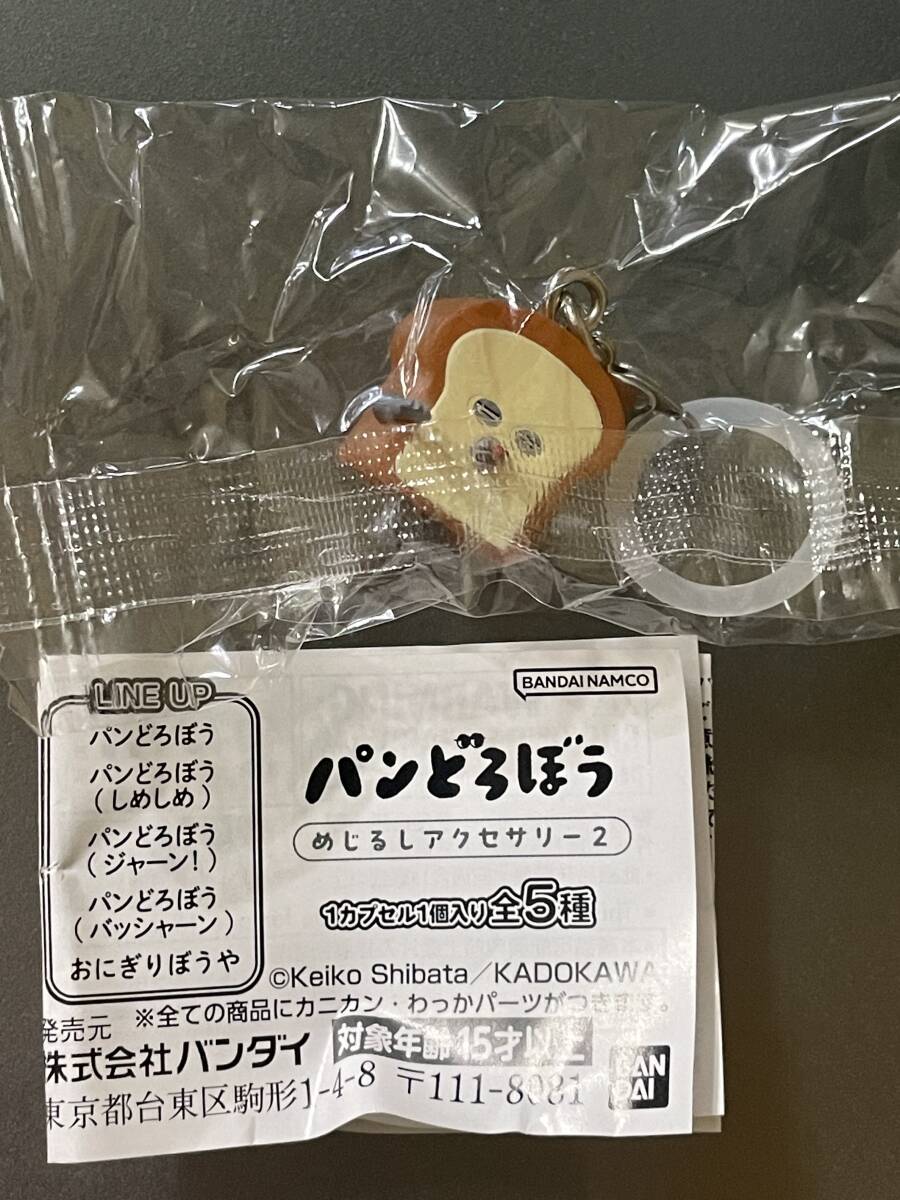 LINE UP
パンどろぼう
パンどろぼう
(しめしめ)
パンどろぼう
(ジャーン!)
パンどろぼう
(バッシャーン)
おにぎりぼうや
BANDAI NAMCO
パンどろぼう
めじるしアクセサリー2
1カプセル1個入り全5種
©Keiko Shibata/KADOKAWA
※全ての商品にカニカン・わっかパーツがつきます。
発売元
株式会社バンダイ
対象年齢15才以上
東京都台東区駒形1-4-8 〒111-8081
BAN
DAI